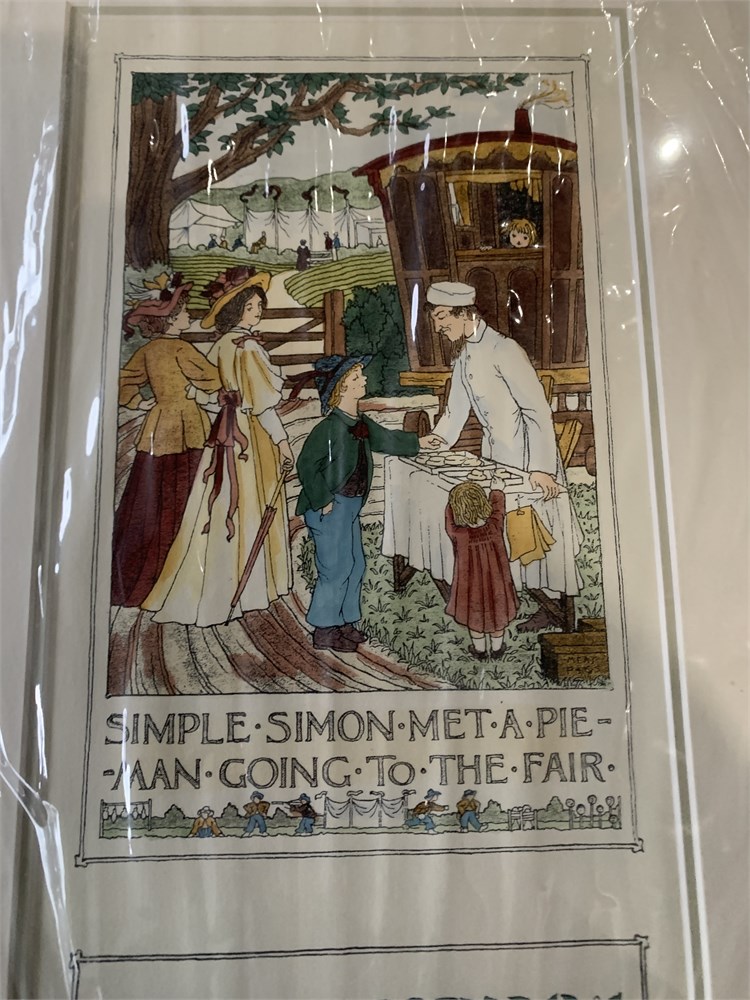 SIMPLE·SIMON·MET·A·PIE-
-MAN·GOING·TO·THE·FAIR·